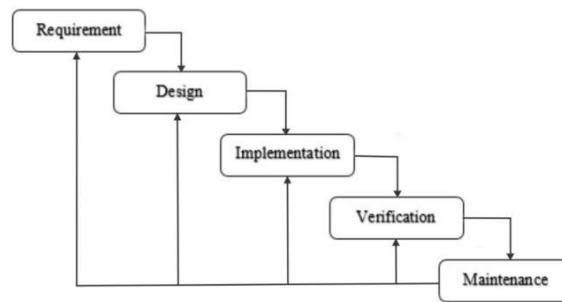 Requirement
Design
Implementation
Verification
Maintenance